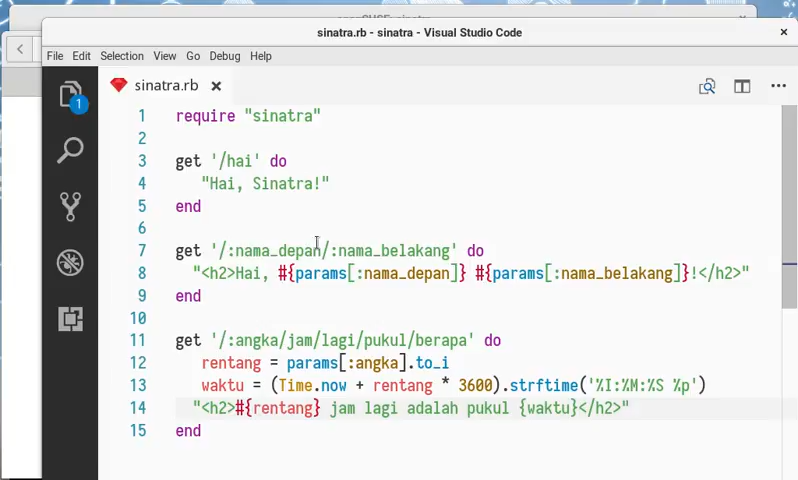 sinatra.rb - sinatra - Visual Studio Code
×
File Edit Selection View Go Debug Help
1
sinatra.rb ×
1 require "sinatra"
2
3 get '/hai' do
4 "Hai, Sinatra!"
5 end
6
7 get '/:nama_depan/:nama_belakang' do
8 "<h2>Hai, #{params[:nama_depan]} #{params[:nama_belakang]}!</h2>"
9 end
10
11 get '/:angka/jam/lagi/pukul/berapa' do
12 rentang = params[:angka].to_i
13 waktu = (Time.now + rentang * 3600).strftime('%I:%M:%S %p')
14 "<h2>#{rentang} jam lagi adalah pukul {waktu}</h2>"
15 end